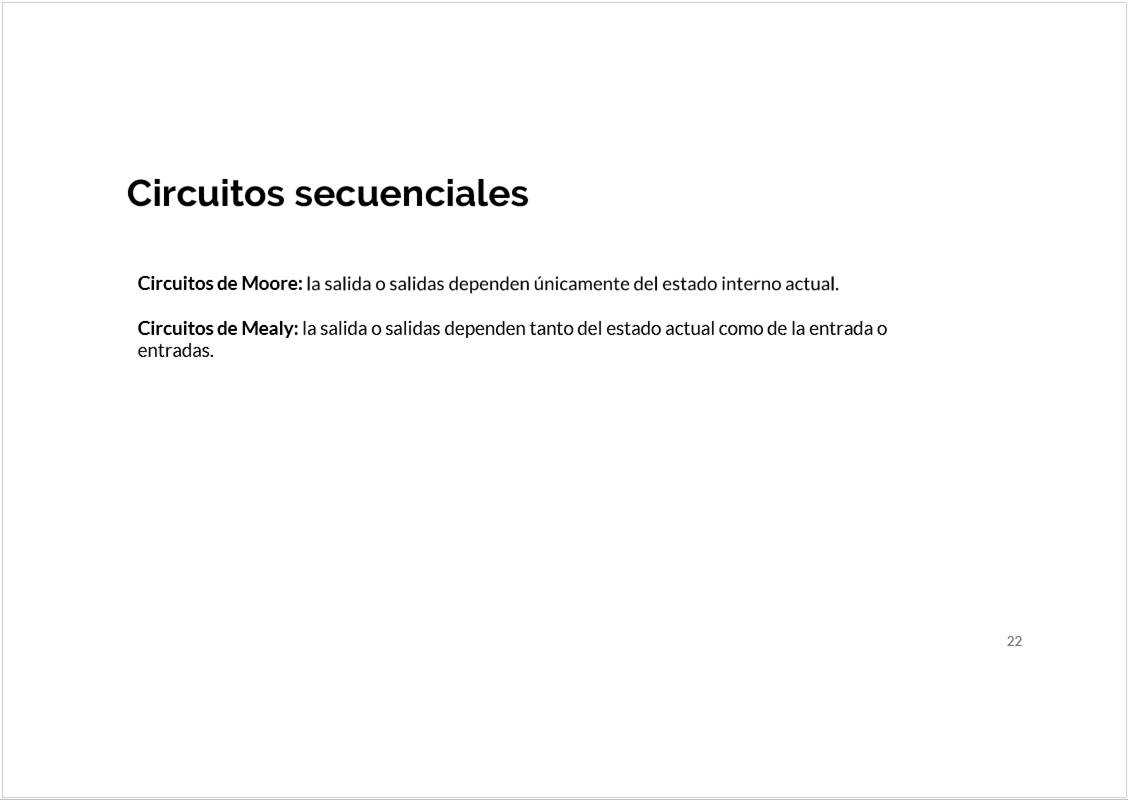 Circuitos secuenciales
Circuitos de Moore: la salida o salidas dependen únicamente del estado interno actual.
Circuitos de Mealy: la salida o salidas dependen tanto del estado actual como de la entrada o
entradas.
22